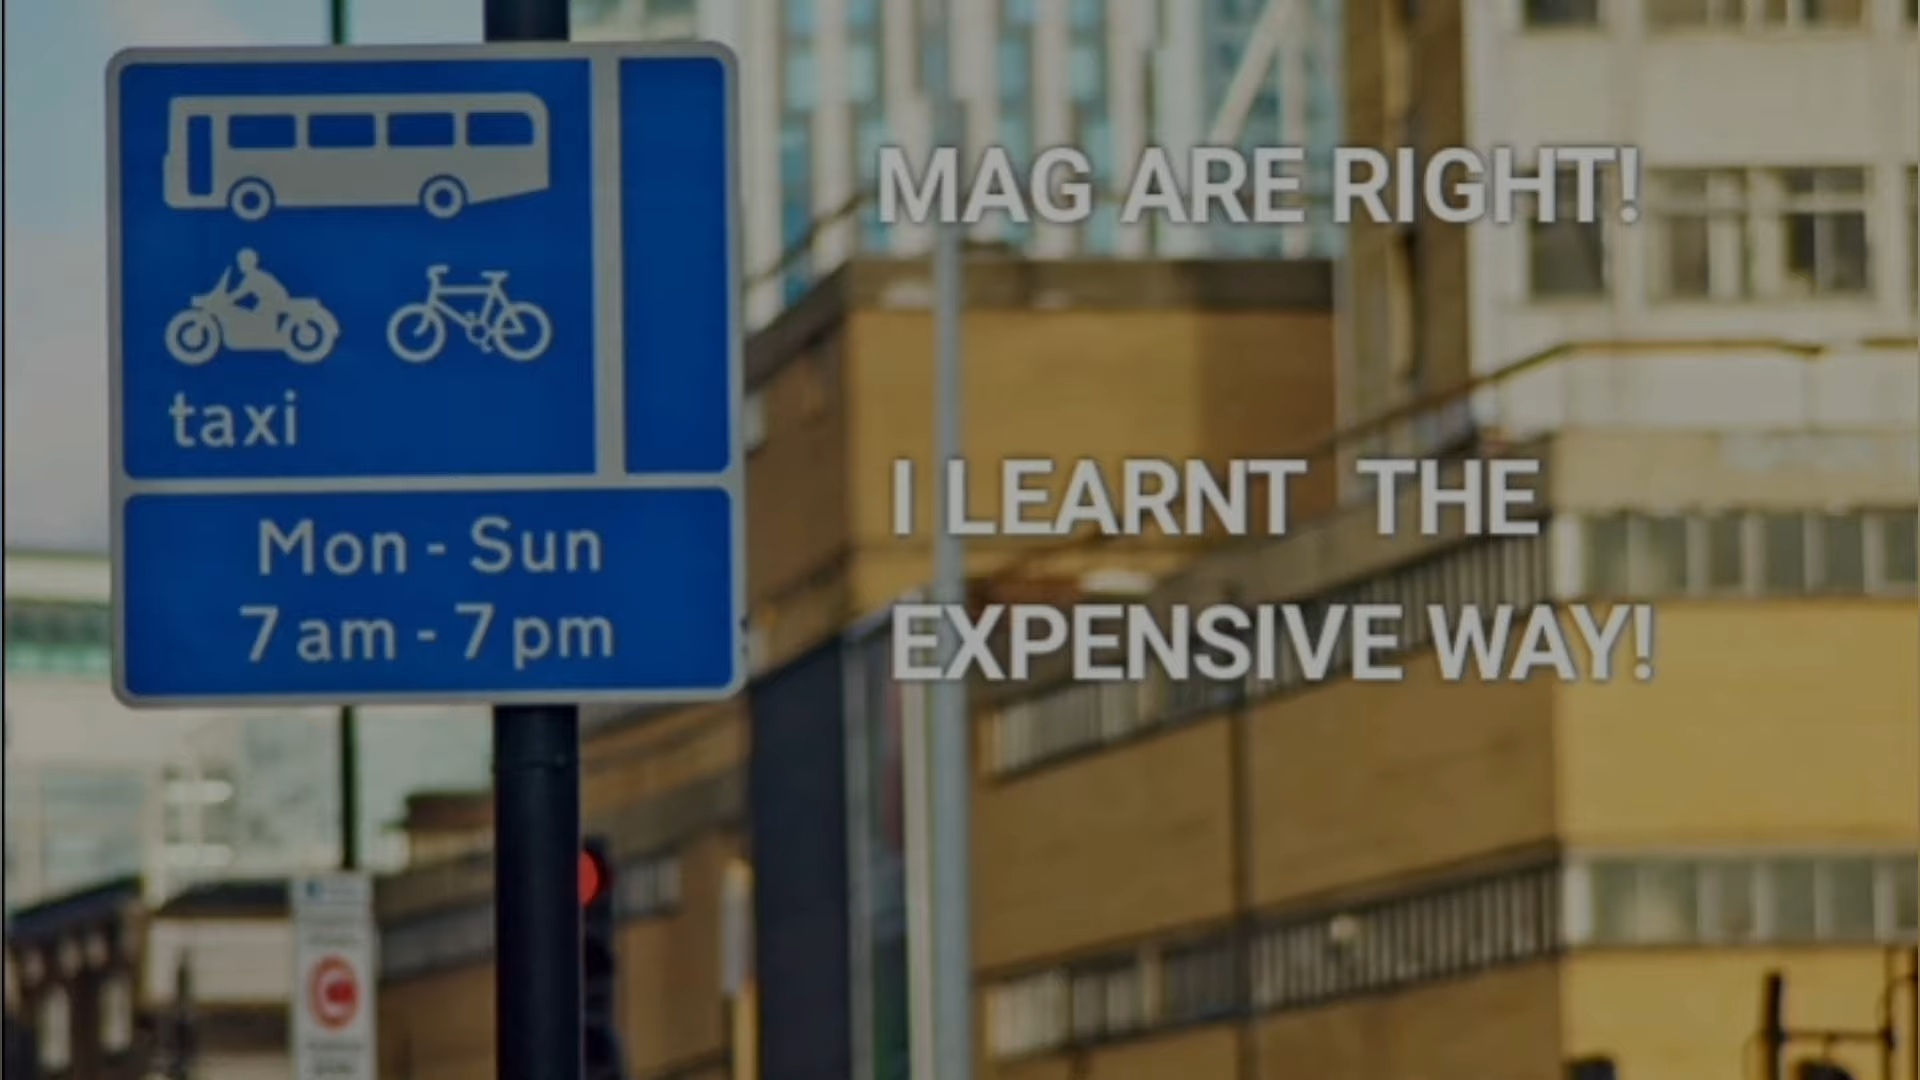 taxi
Mon - Sun
7 am - 7 pm
MAG ARE RIGHT!
I LEARNT THE
EXPENSIVE WAY!